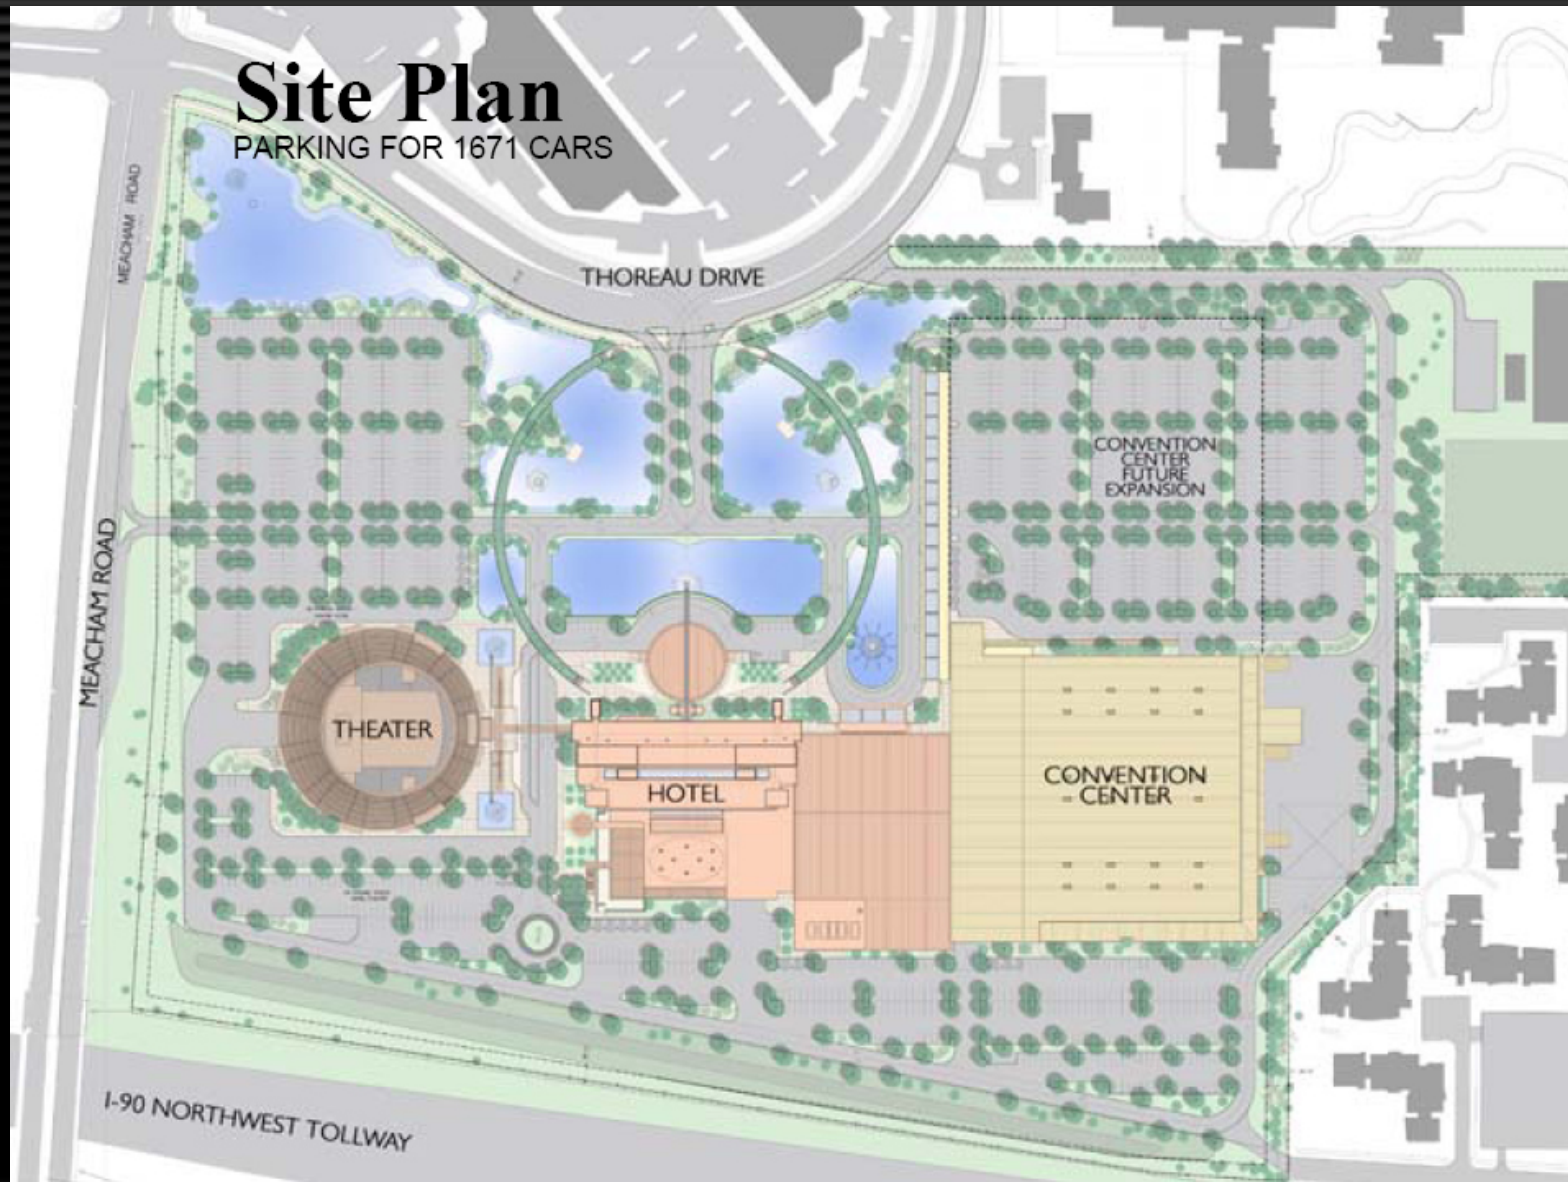 Site Plan
PARKING FOR 1671 CARS
MEACHAM ROAD
THOREAU DRIVE
CONVENTION
CENTER
FUTURE
EXPANSION
MEACHAM ROAD
THEATER
HOTEL
CONVENTION
CENTER
I-90 NORTHWEST TOLLWAY